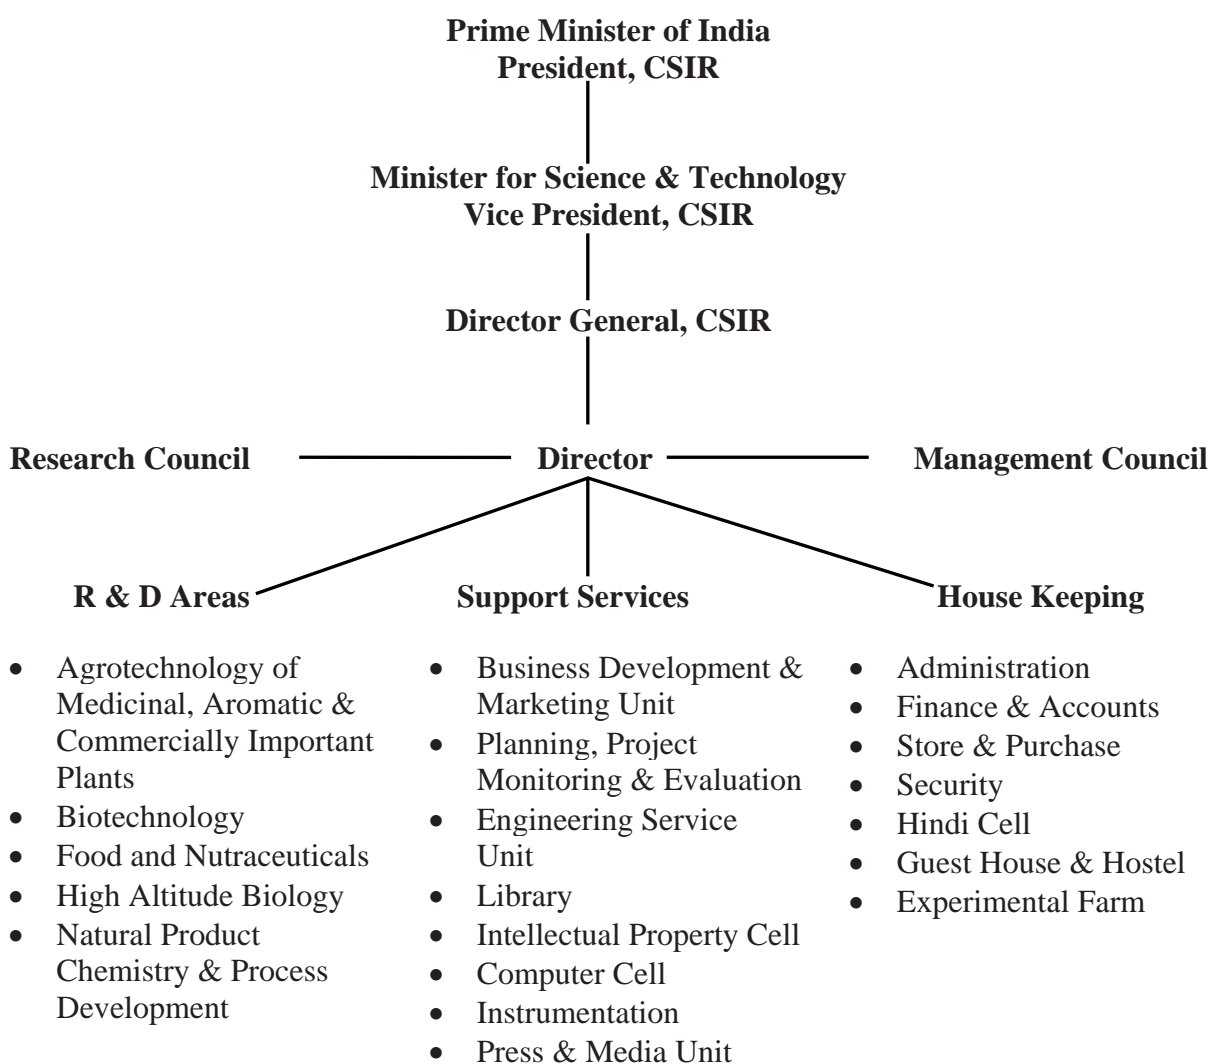 Prime Minister of India
President, CSIR
Minister for Science & Technology
Vice President, CSIR
Director General, CSIR
Research Council
Director
Management Council
R & D Areas
• Agrotechnology of
Medicinal, Aromatic &
Commercially Important
Plants
• Biotechnology
• Food and Nutraceuticals
• High Altitude Biology
• Natural Product
Chemistry & Process
Development
Support Services
• Business Development &
Marketing Unit
• Planning, Project
Monitoring & Evaluation
• Engineering Service
Unit
• Library
• Intellectual Property Cell
• Computer Cell
• Instrumentation
• Press & Media Unit
House Keeping
• Administration
• Finance & Accounts
• Store & Purchase
• Security
• Hindi Cell
• Guest House & Hostel
• Experimental Farm